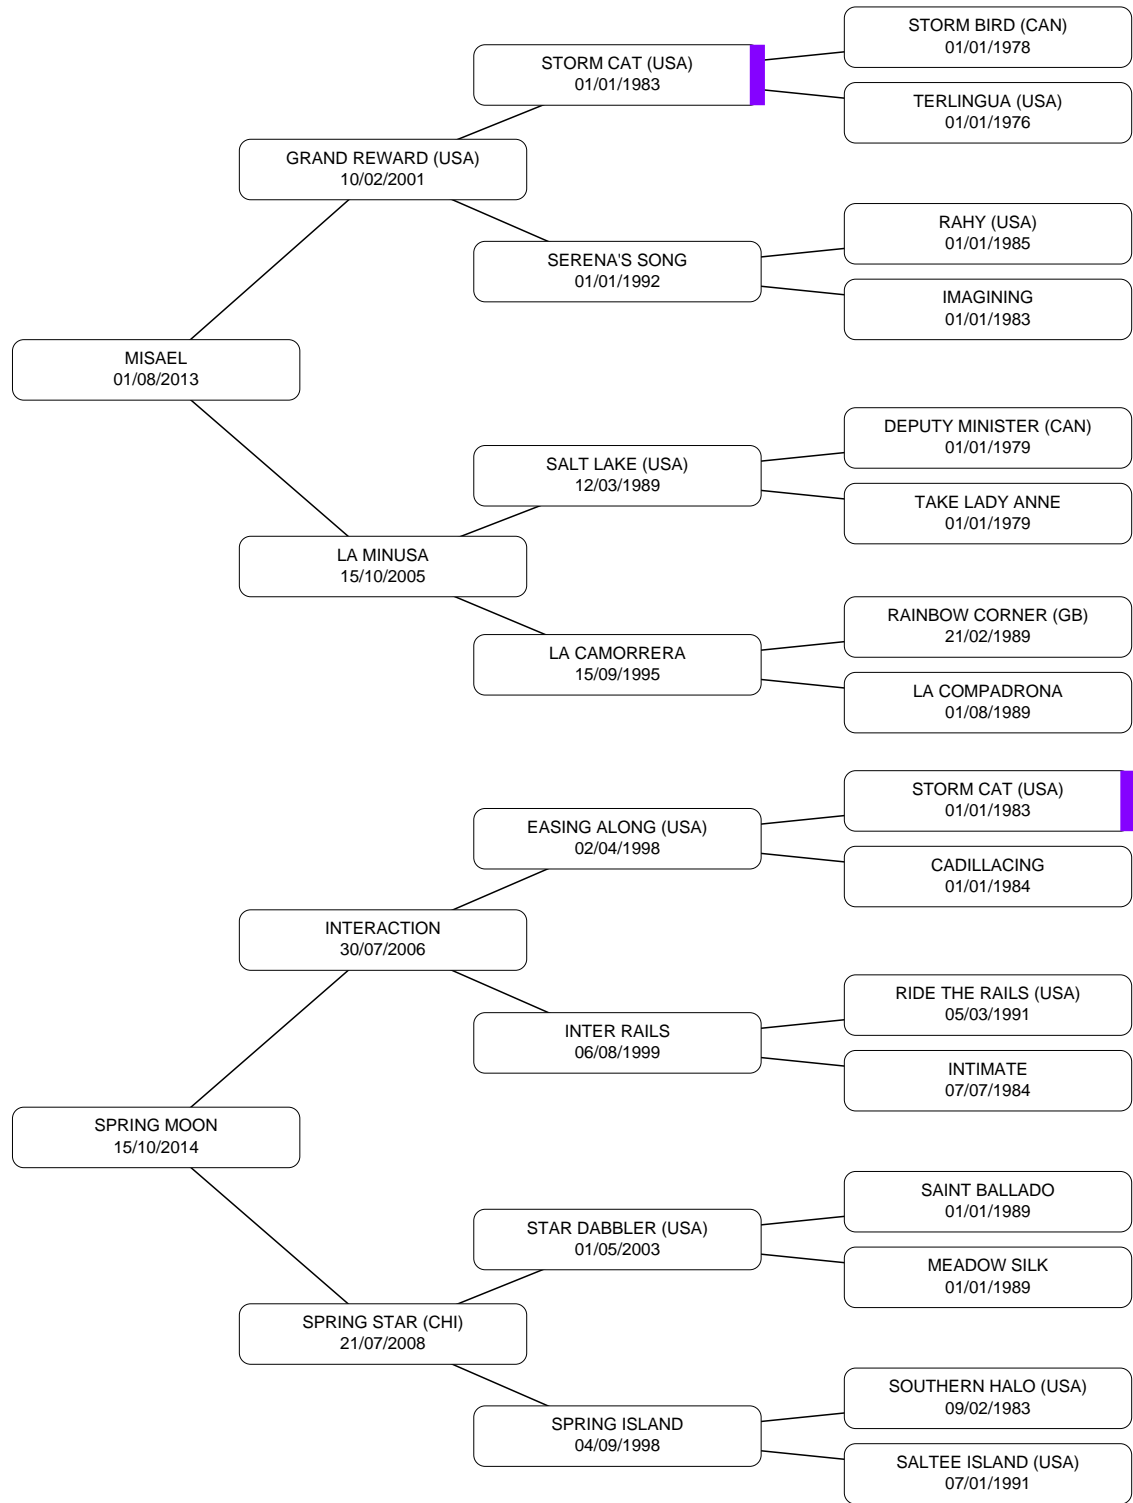 STORM BIRD (CAN)
01/01/1978
STORM CAT (USA)
01/01/1983
TERLINGUA (USA)
01/01/1976
GRAND REWARD (USA)
10/02/2001
RAHY (USA)
01/01/1985
SERENA'S SONG
01/01/1992
IMAGINING
01/01/1983
MISAEL
01/08/2013
DEPUTY MINISTER (CAN)
01/01/1979
SALT LAKE (USA)
12/03/1989
TAKE LADY ANNE
01/01/1979
LA MINUSA
15/10/2005
RAINBOW CORNER (GB)
21/02/1989
LA CAMORRERA
15/09/1995
LA COMPADRONA
01/08/1989
STORM CAT (USA)
01/01/1983
EASING ALONG (USA)
02/04/1998
CADILLACING
01/01/1984
INTERACTION
30/07/2006
RIDE THE RAILS (USA)
05/03/1991
INTER RAILS
06/08/1999
INTIMATE
07/07/1984
SPRING MOON
15/10/2014
SAINT BALLADO
01/01/1989
STAR DABBLER (USA)
01/05/2003
MEADOW SILK
01/01/1989
SPRING STAR (CHI)
21/07/2008
SOUTHERN HALO (USA)
09/02/1983
SPRING ISLAND
04/09/1998
SALTEE ISLAND (USA)
07/01/1991